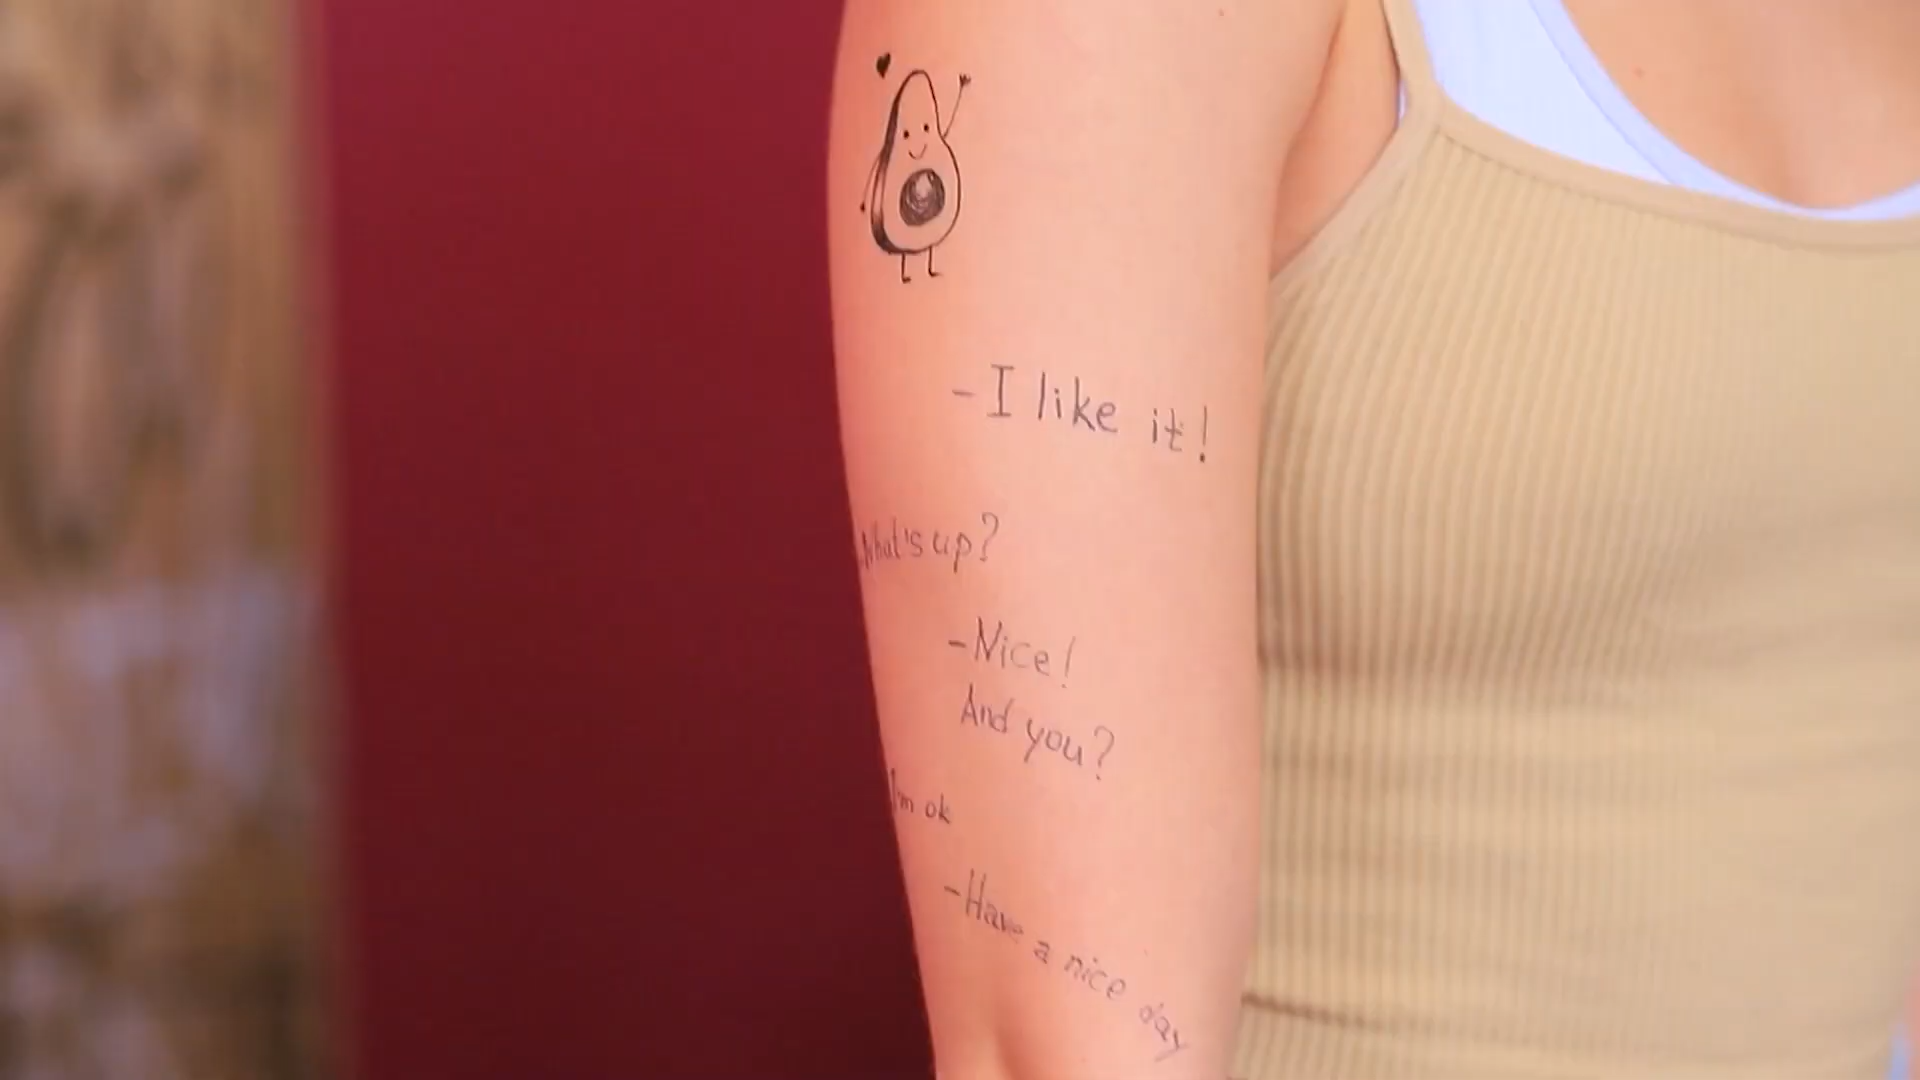 - I like it!
What's up?
- Nice!
And you?
I'm ok
- Have a nice day